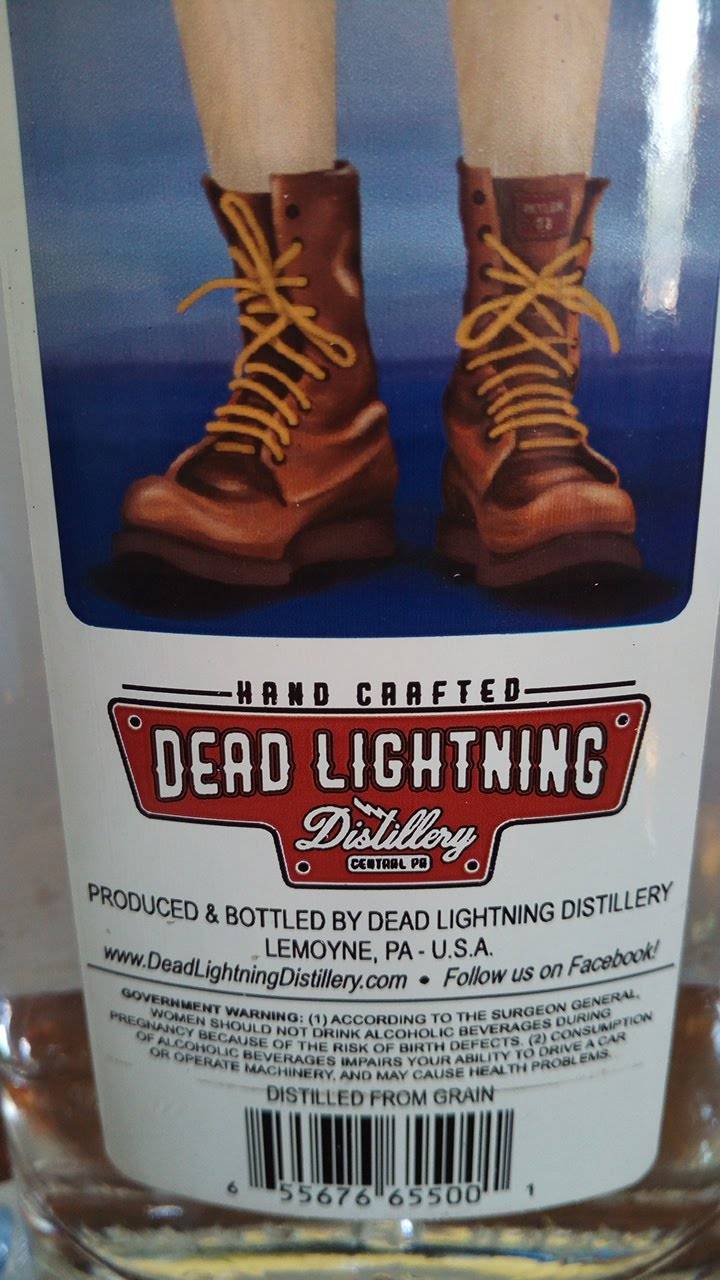 HAND CRAFTED
DEAD LIGHTNING
Distillery
CENTRAL PA
PRODUCED & BOTTLED BY DEAD LIGHTNING DISTILLERY
LEMOYNE, PA - U.S.A.
www.DeadLightningDistillery.com • Follow us on Facebook!
GOVERNMENT WARNING: (1) ACCORDING TO THE SURGEON GENERAL,
WOMEN SHOULD NOT DRINK ALCOHOLIC BEVERAGES DURING
PREGNANCY BECAUSE OF THE RISK OF BIRTH DEFECTS. (2) CONSUMPTION
OF ALCOHOLIC BEVERAGES IMPAIRS YOUR ABILITY TO DRIVE A CAR
OR OPERATE MACHINERY, AND MAY CAUSE HEALTH PROBLEMS.
DISTILLED FROM GRAIN
6 55676 65500 1